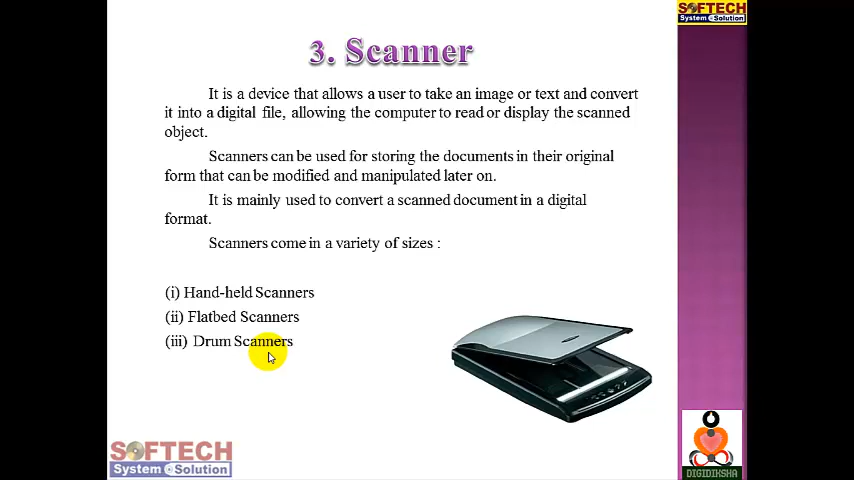 SOFTECH
System e Solution
3. Scanner
It is a device that allows a user to take an image or text and convert
it into a digital file, allowing the computer to read or display the scanned
object.
Scanners can be used for storing the documents in their original
form that can be modified and manipulated later on.
It is mainly used to convert a scanned document in a digital
format.
Scanners come in a variety of sizes :
(i) Hand-held Scanners
(ii) Flatbed Scanners
(iii) Drum Scanners
SOFTECH
System e Solution
DIGIDIKSHA